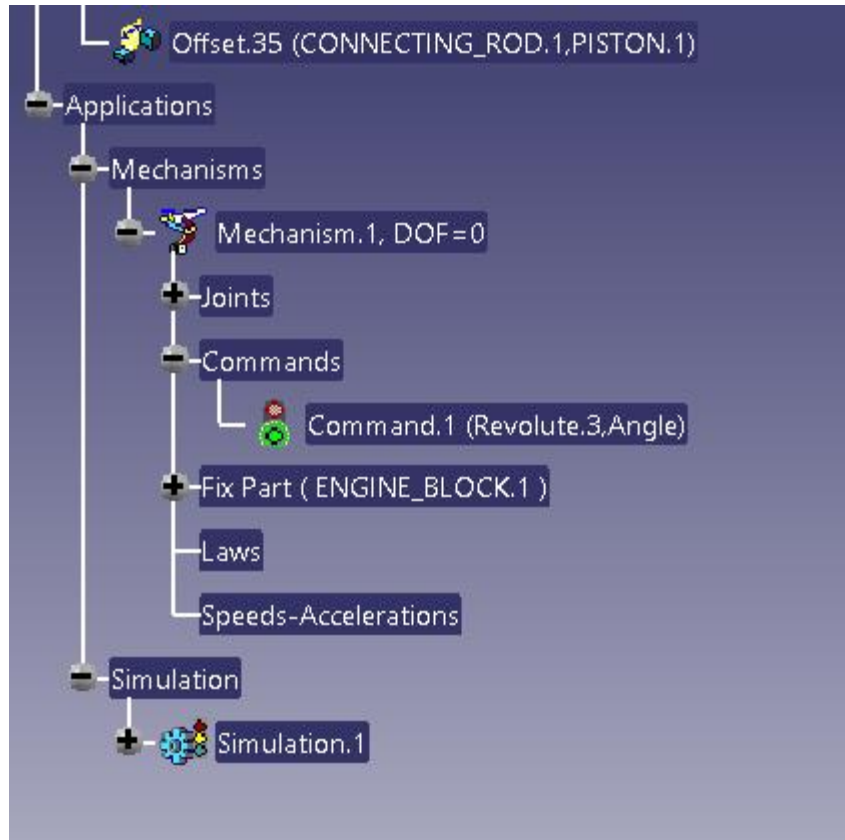 Offset.35 (CONNECTING_ROD.1,PISTON.1)
Applications
Mechanisms
Mechanism.1, DOF=0
Joints
Commands
Command.1 (Revolute.3,Angle)
Fix Part ( ENGINE_BLOCK.1 )
Laws
Speeds-Accelerations
Simulation
Simulation.1